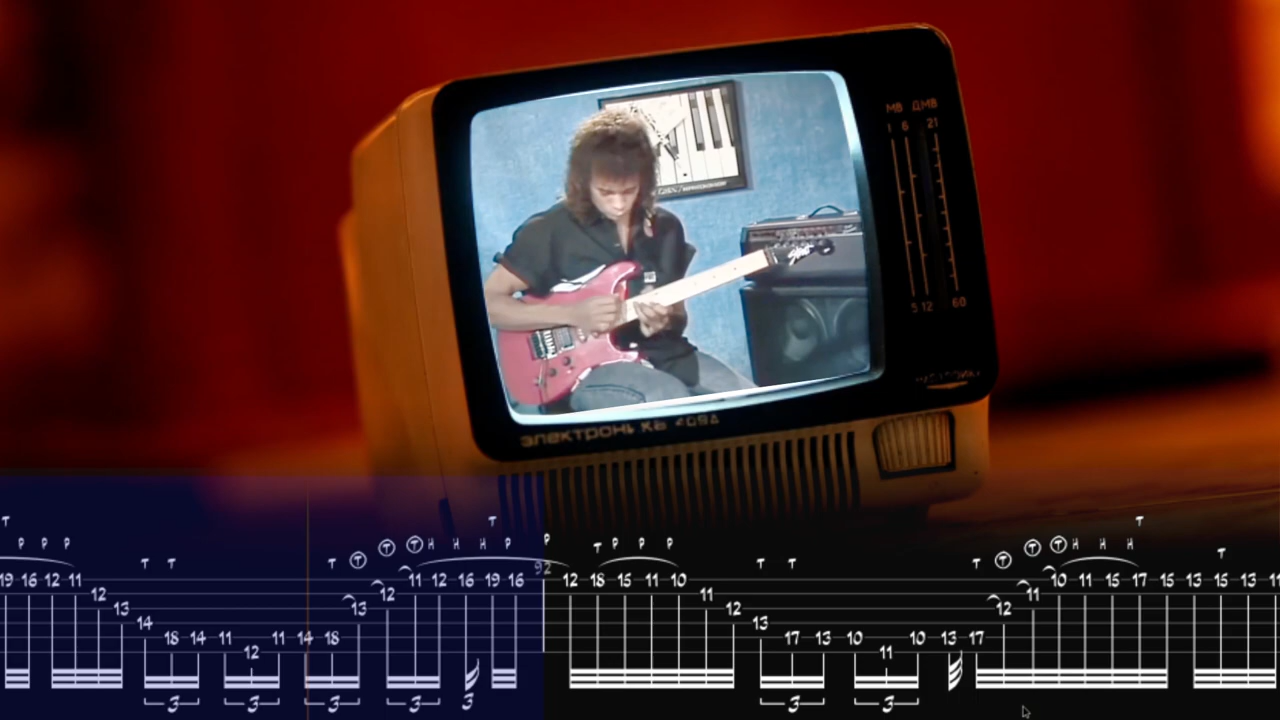 МВ ДМВ
1 6 21
5 12 60
T T T
P P P T T H H H P P T P P P T T H H H T
T T T T T T T T
92
19 16 12 11 11 12 16 19 16 12 18 15 11 10 10 11 15 17 15 13 15 13 11
12 12 11 11
13 13 12 12
14 13
18 14 11 11 14 18 17 13 10 10 13 17
12 11
3 3 3 3 3 3 3